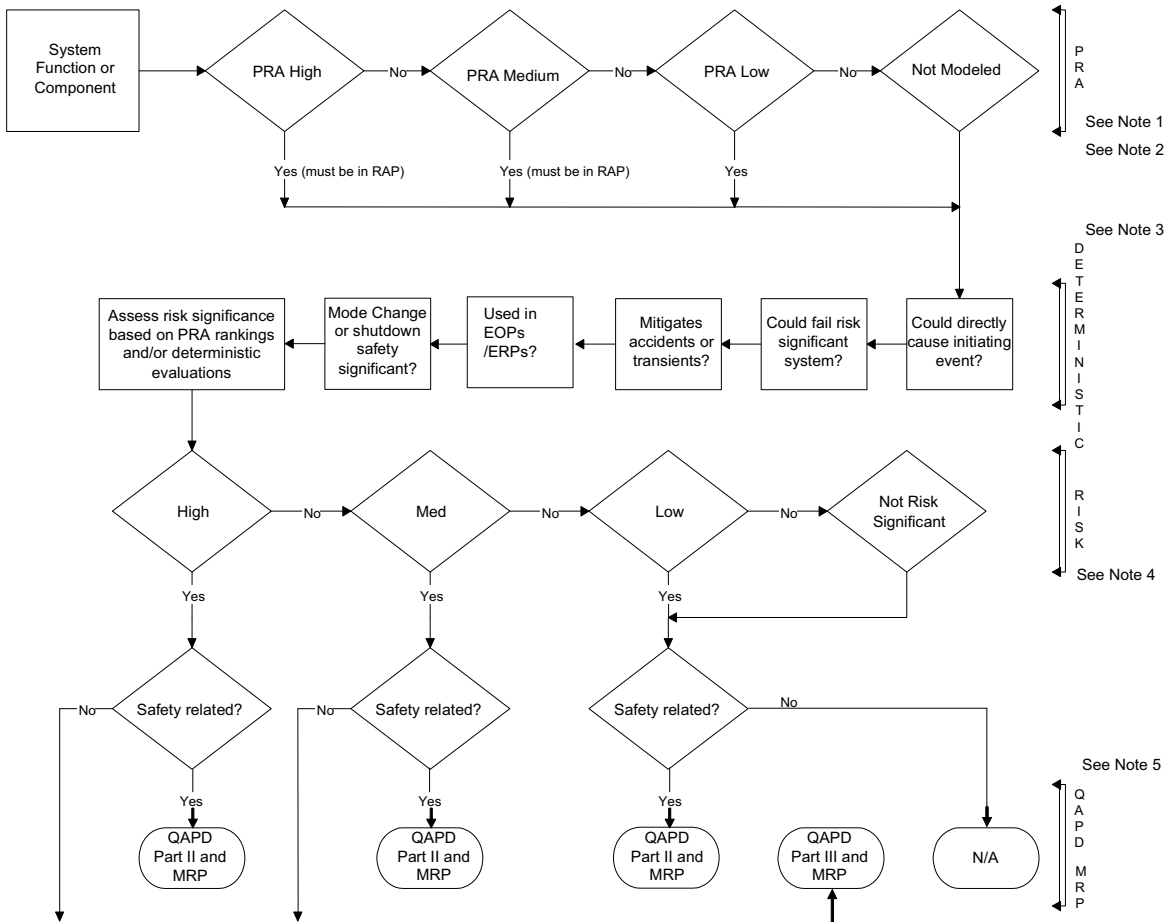 System
Function or
Component
PRA High
No
PRA Medium
No
PRA Low
No
Not Modeled
PRA
See Note 1
See Note 2
Yes (must be in RAP)
Yes (must be in RAP)
Yes
See Note 3
DETERMINISTIC
Assess risk significance
based on PRA rankings
and/or deterministic
evaluations
Mode Change
or shutdown
safety
significant?
Used in
EOPs
/ERPs?
Mitigates
accidents or
transients?
Could fail risk
significant
system?
Could directly
cause initiating
event?
High
No
Med
No
Low
No
Not Risk
Significant
RISK
See Note 4
Yes
Yes
Yes
No
Safety related?
No
Safety related?
Safety related?
No
See Note 5
Yes
Yes
Yes
QAPD
Part II and
MRP
QAPD
Part II and
MRP
QAPD
Part II and
MRP
QAPD
Part III and
MRP
N/A
QAPD MRP